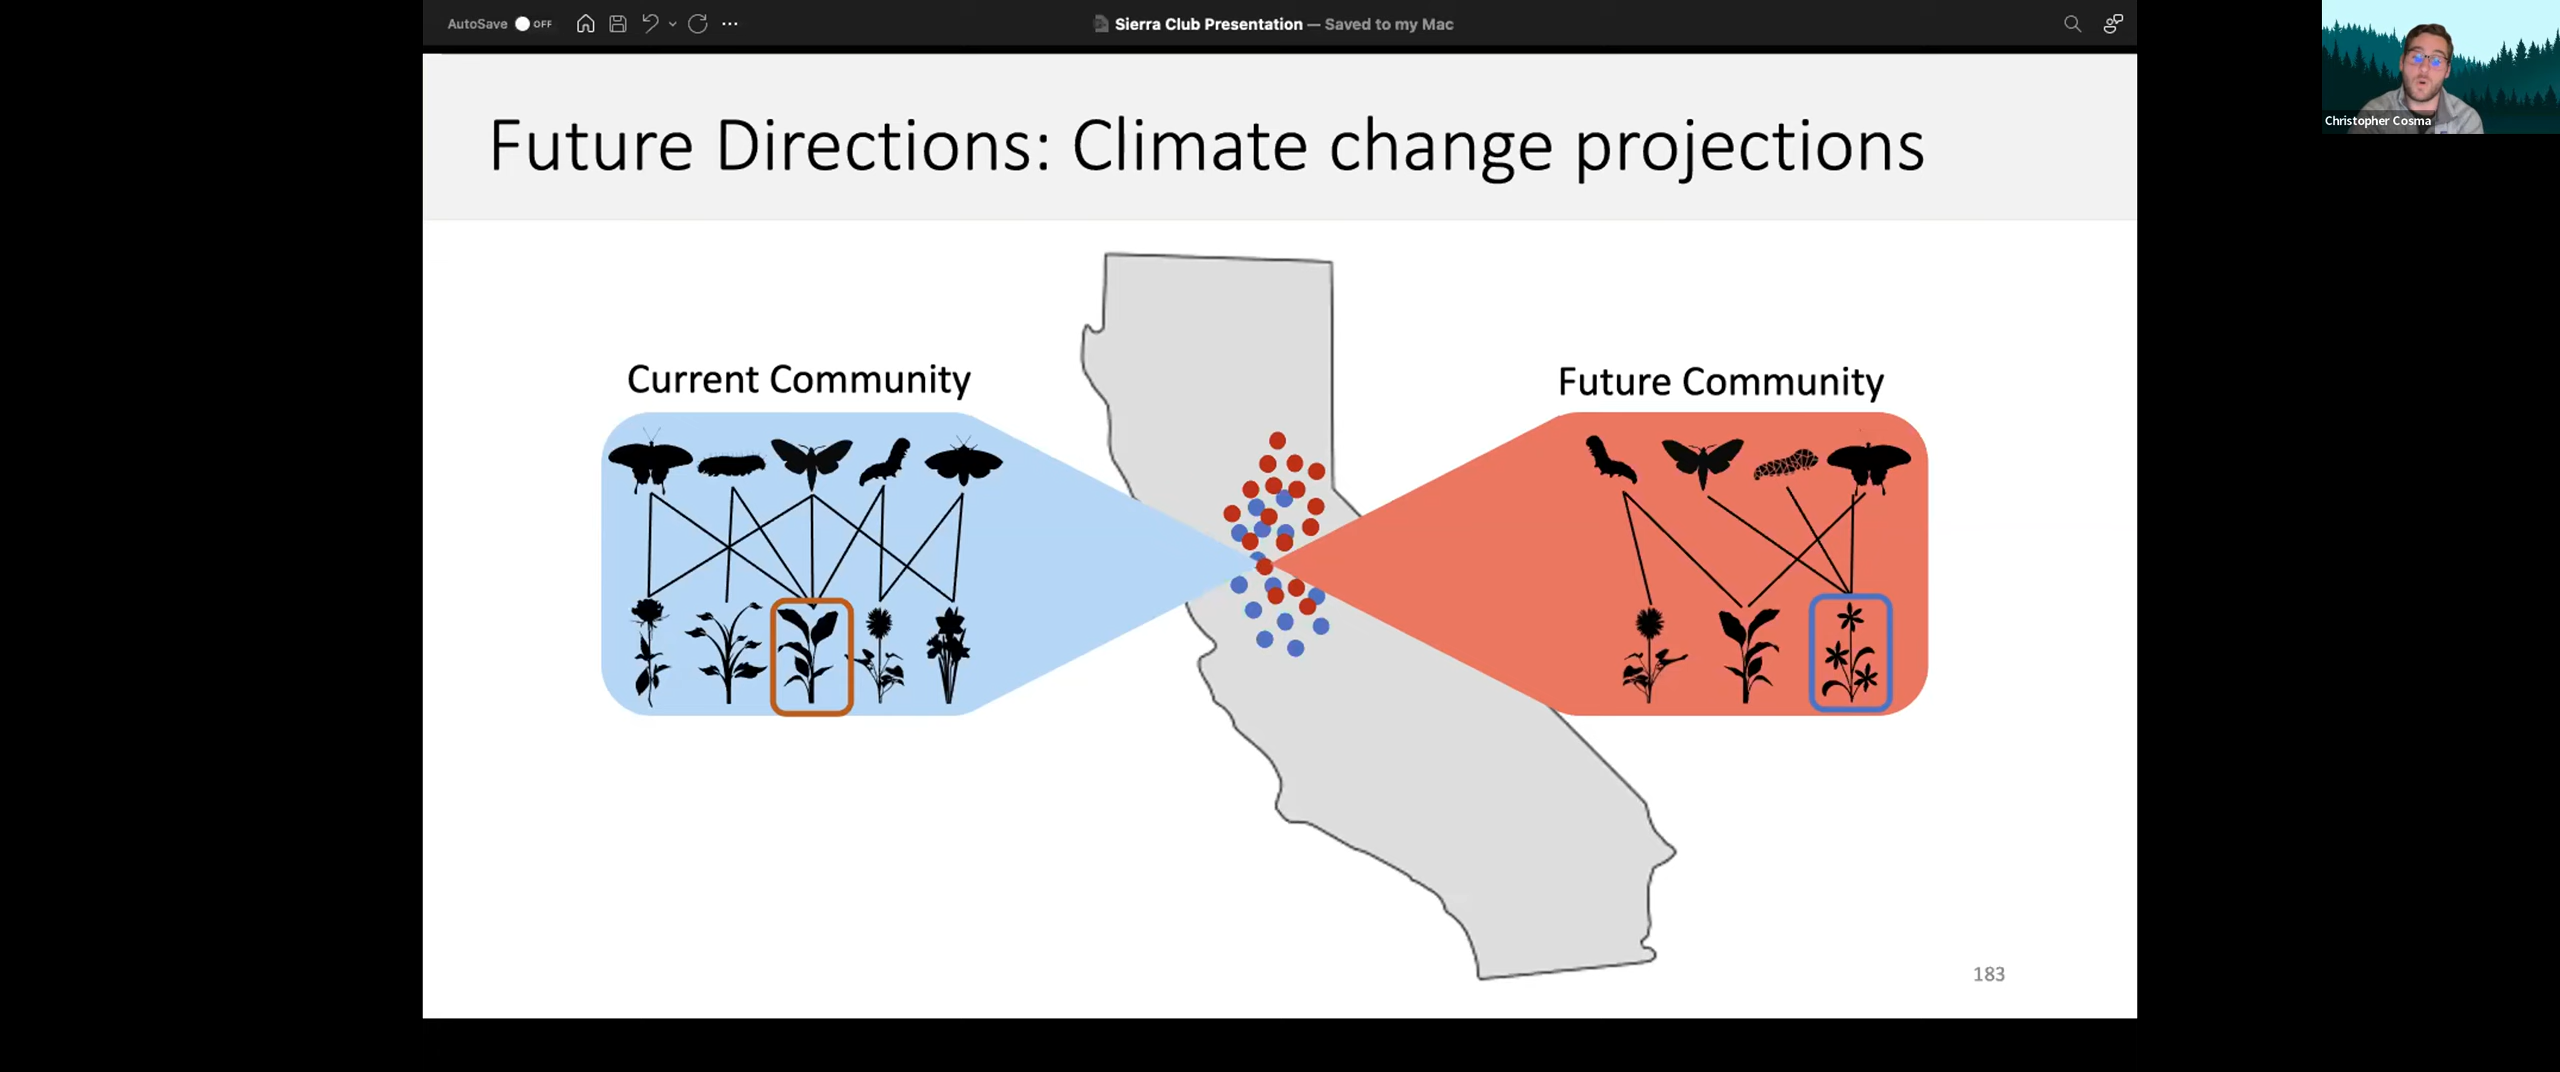 AutoSave OFF
Sierra Club Presentation — Saved to my Mac
Christopher Cosma
Future Directions: Climate change projections
Current Community
Future Community
183